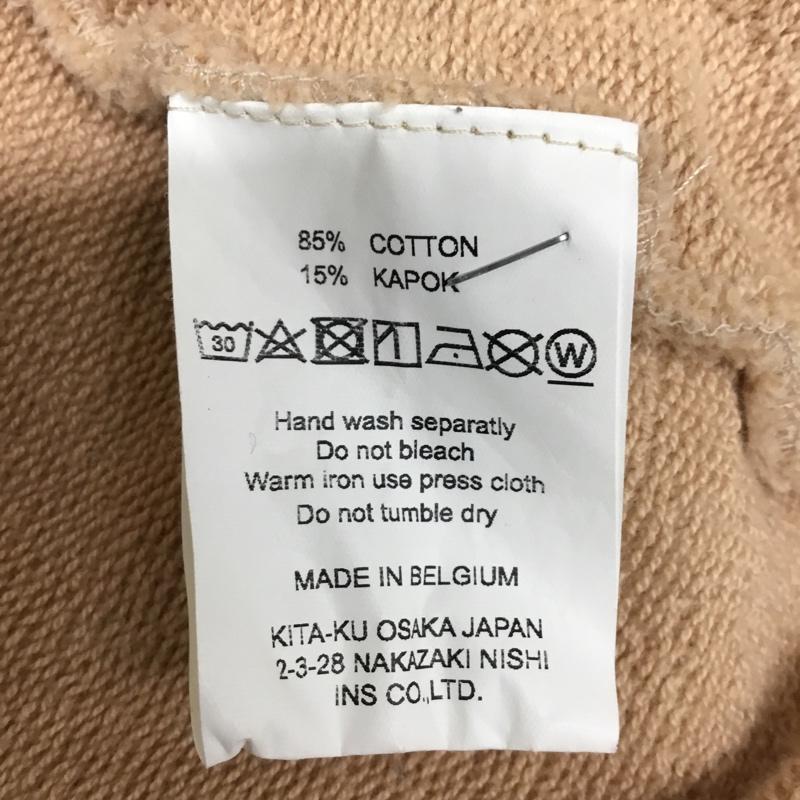 85% COTTON
15% KAPOK
30 W
Hand wash separatly
Do not bleach
Warm iron use press cloth
Do not tumble dry
MADE IN BELGIUM
KITA-KU OSAKA JAPAN
2-3-28 NAKAZAKI NISHI
INS CO.,LTD.